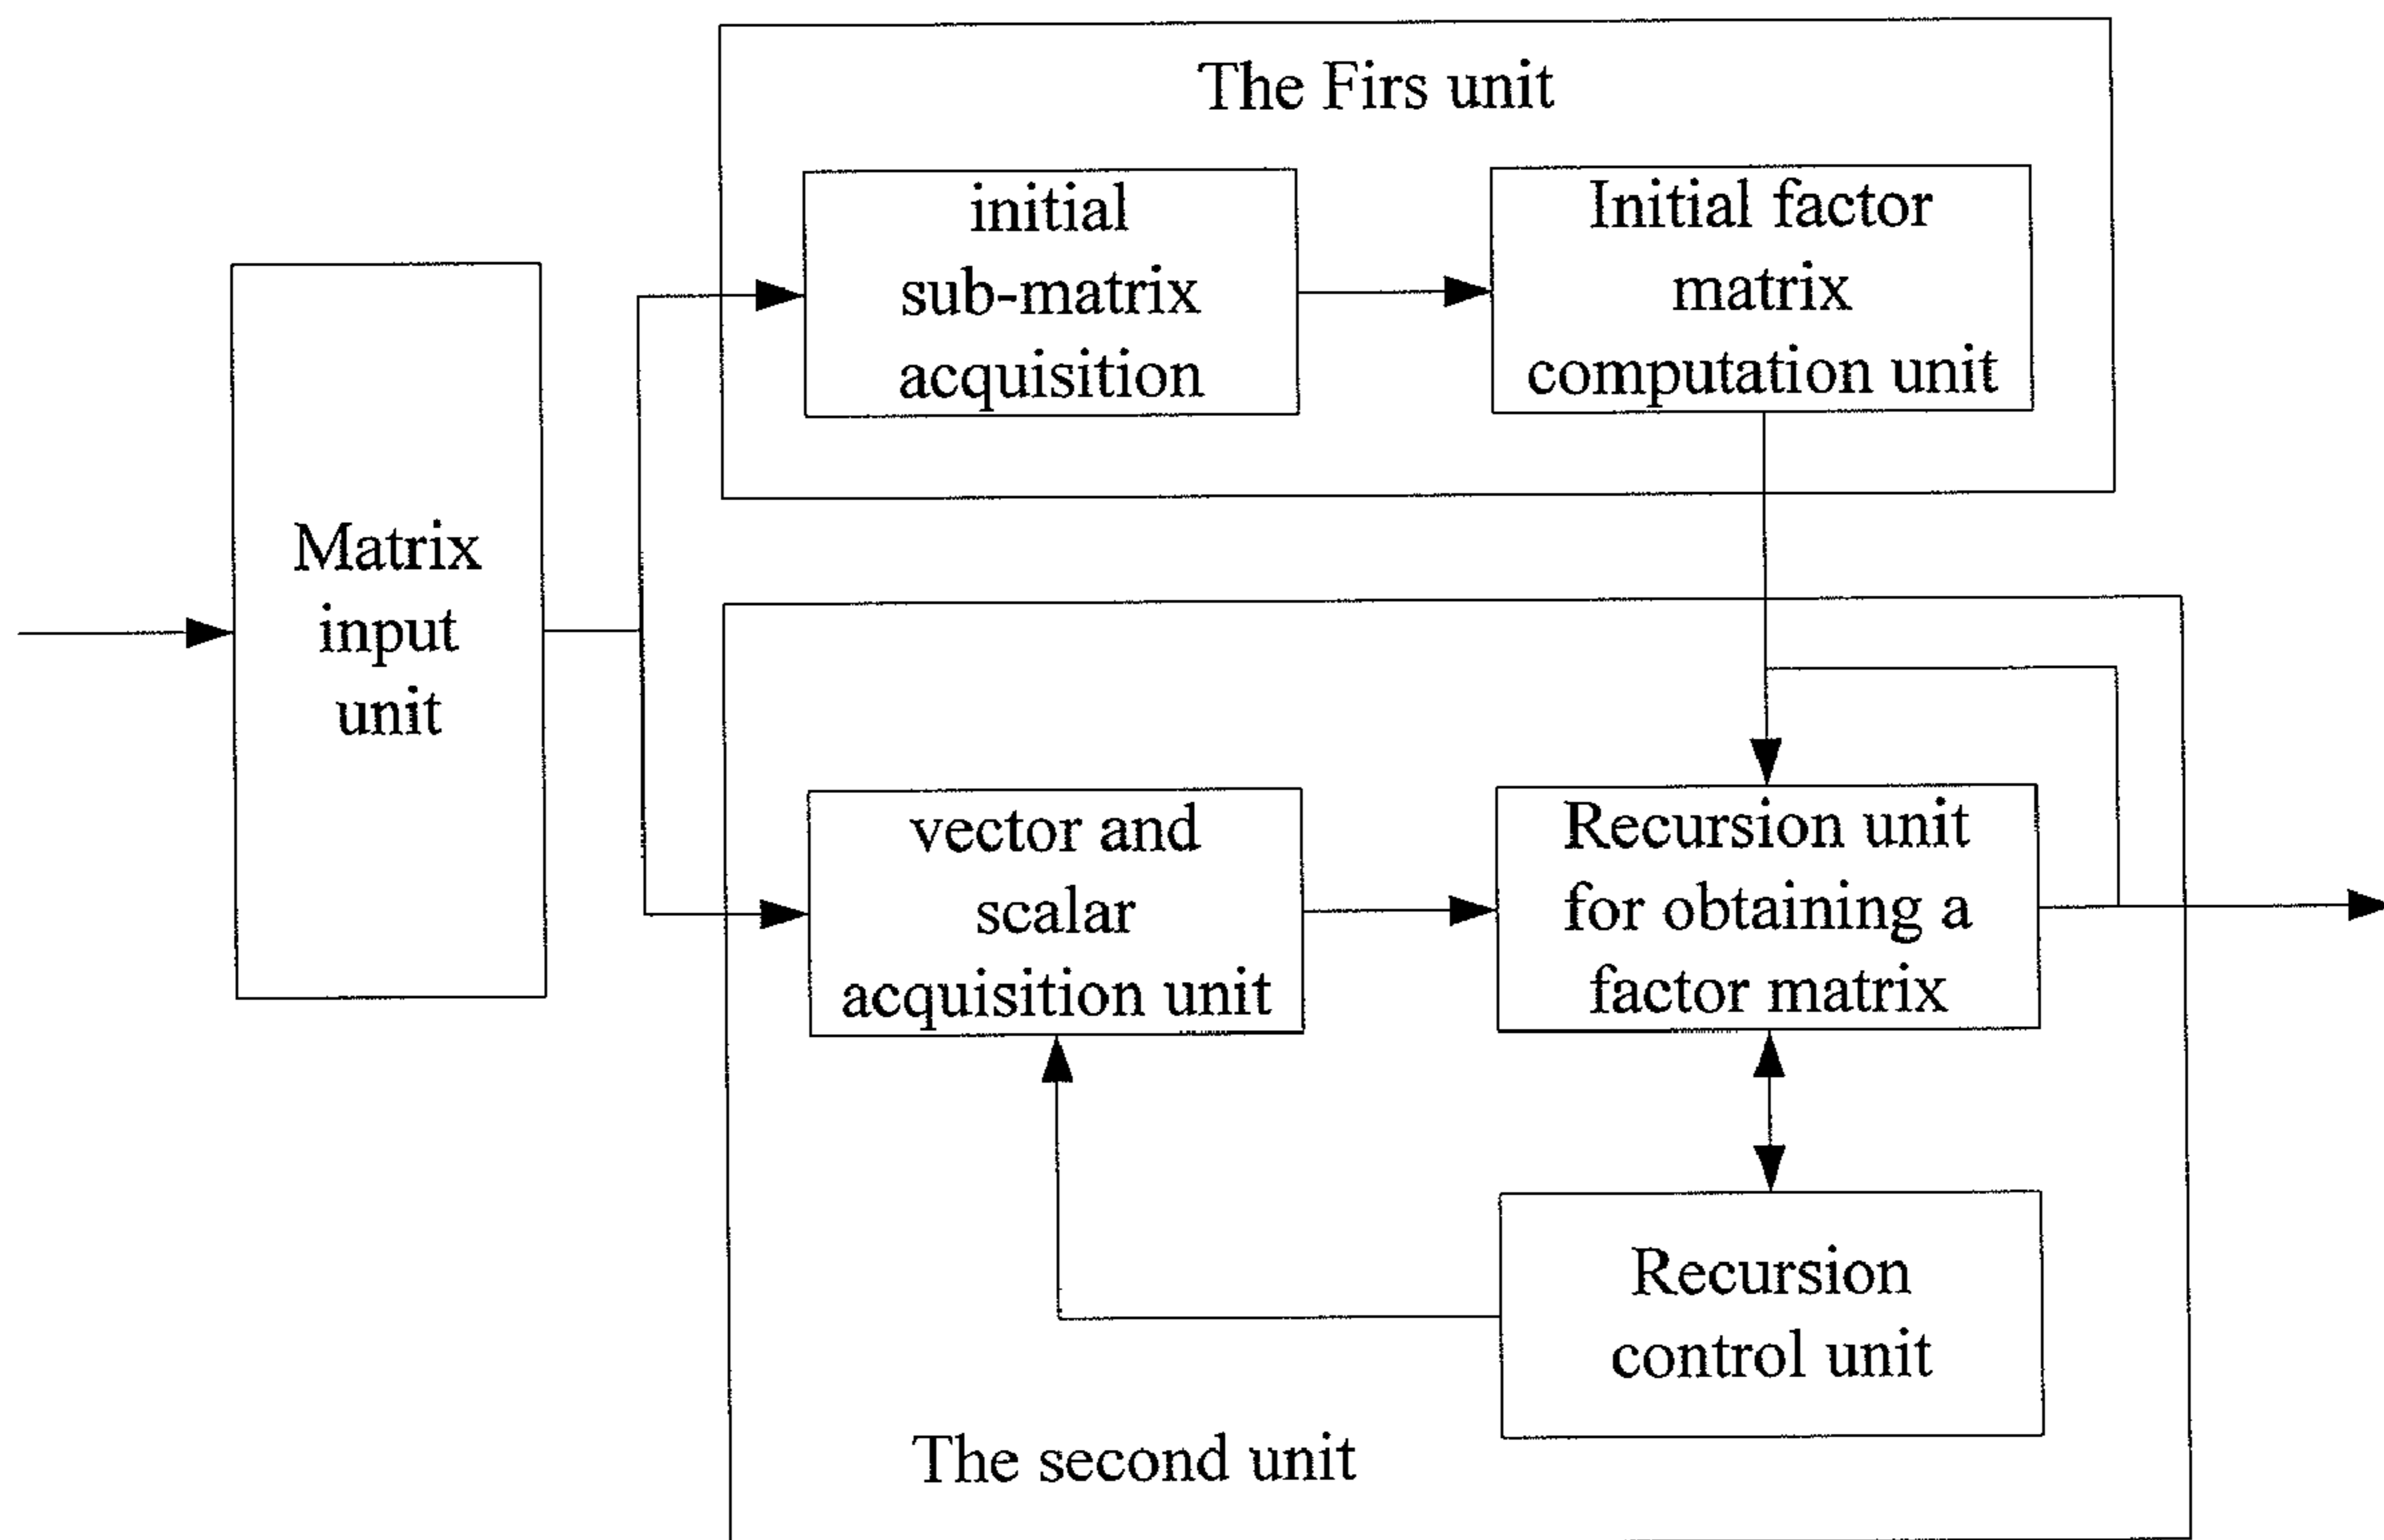 The Firs unit
initial
sub-matrix
acquisition
Initial factor
matrix
computation unit
Matrix
input
unit
vector and
scalar
acquisition unit
Recursion unit
for obtaining a
factor matrix
Recursion
control unit
The second unit